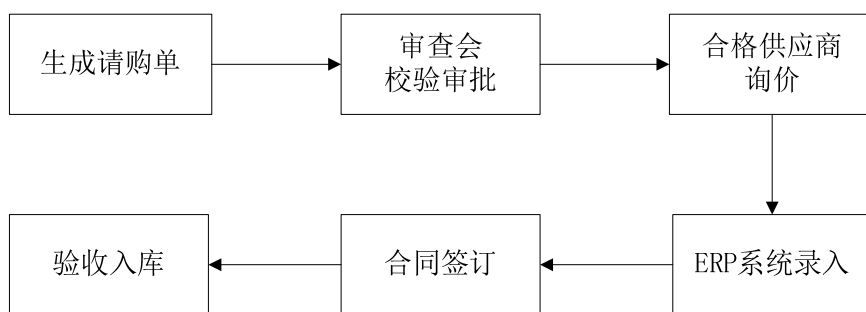 生成请购单
审查会
校验审批
合格供应商
询价
ERP系统录入
合同签订
验收入库